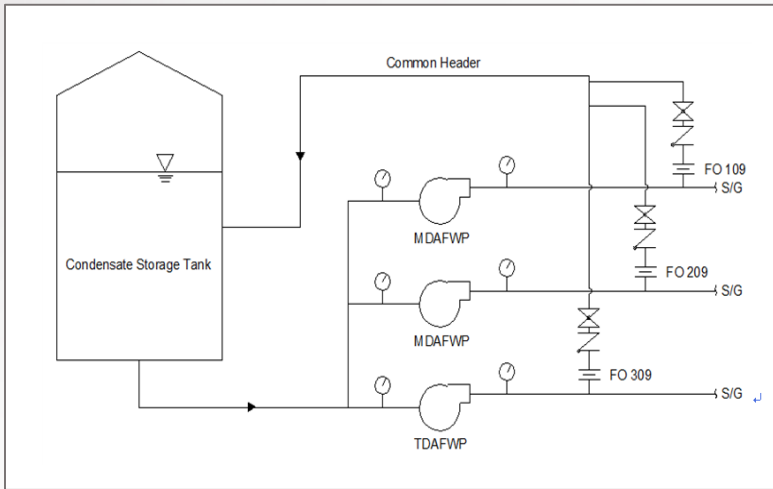 Common Header
FO 109
S/G
MDAFWP
Condensate Storage Tank
FO 209
S/G
MDAFWP
FO 309
S/G
TDAFWP